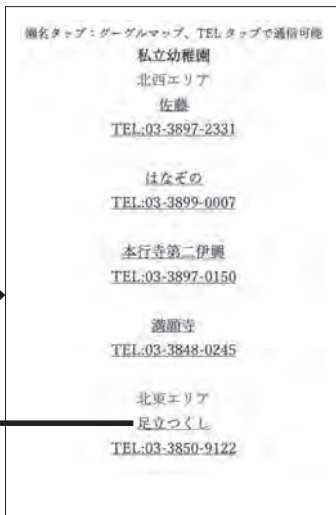 園名タップ：グーグルマップ、TELタップで通信可能
私立幼稚園
北西エリア
佐藤
TEL:03-3897-2331
はなぞの
TEL:03-3899-0007
本行寺第二伊興
TEL:03-3897-0150
満願寺
TEL:03-3848-0245
北東エリア
足立つくし
TEL:03-3850-9122